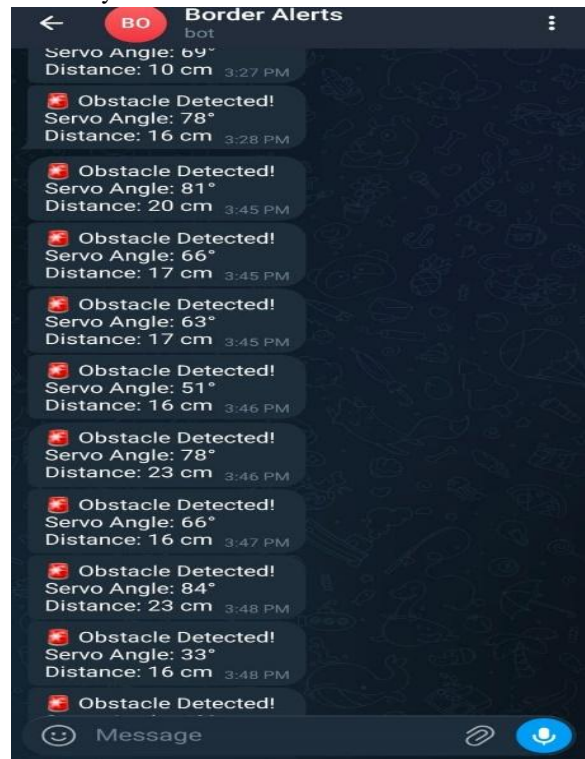 BO
Border Alerts
bot
Servo Angle: 69°
Distance: 10 cm 3:27 PM
🚨 Obstacle Detected!
Servo Angle: 78°
Distance: 16 cm 3:28 PM
🚨 Obstacle Detected!
Servo Angle: 81°
Distance: 20 cm 3:45 PM
🚨 Obstacle Detected!
Servo Angle: 66°
Distance: 17 cm 3:45 PM
🚨 Obstacle Detected!
Servo Angle: 63°
Distance: 17 cm 3:45 PM
🚨 Obstacle Detected!
Servo Angle: 51°
Distance: 16 cm 3:46 PM
🚨 Obstacle Detected!
Servo Angle: 78°
Distance: 23 cm 3:46 PM
🚨 Obstacle Detected!
Servo Angle: 66°
Distance: 16 cm 3:47 PM
🚨 Obstacle Detected!
Servo Angle: 84°
Distance: 23 cm 3:48 PM
🚨 Obstacle Detected!
Servo Angle: 33°
Distance: 16 cm 3:48 PM
🚨 Obstacle Detected!
Message